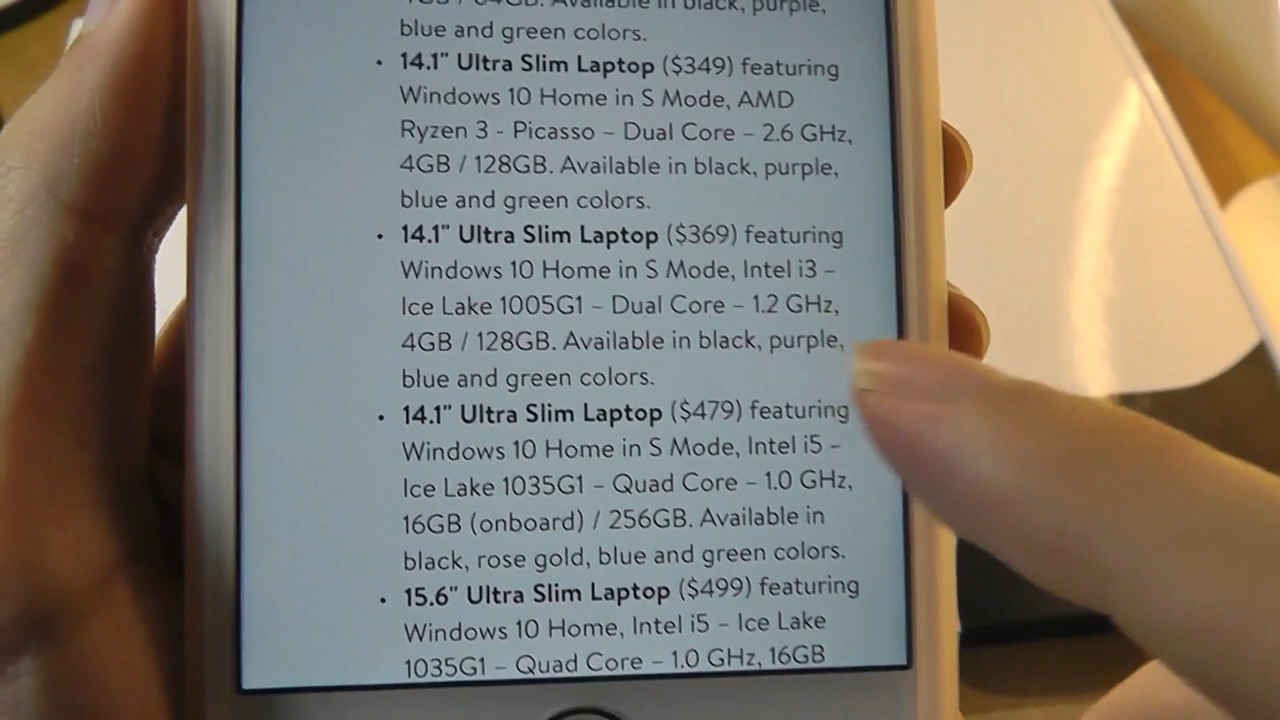 4GB / 64GB. Available in black, purple,
blue and green colors.
• 14.1" Ultra Slim Laptop ($349) featuring
Windows 10 Home in S Mode, AMD
Ryzen 3 - Picasso – Dual Core – 2.6 GHz,
4GB / 128GB. Available in black, purple,
blue and green colors.
• 14.1" Ultra Slim Laptop ($369) featuring
Windows 10 Home in S Mode, Intel i3 –
Ice Lake 1005G1 – Dual Core – 1.2 GHz,
4GB / 128GB. Available in black, purple,
blue and green colors.
• 14.1" Ultra Slim Laptop ($479) featuring
Windows 10 Home in S Mode, Intel i5 –
Ice Lake 1035G1 – Quad Core – 1.0 GHz,
16GB (onboard) / 256GB. Available in
black, rose gold, blue and green colors.
• 15.6" Ultra Slim Laptop ($499) featuring
Windows 10 Home, Intel i5 – Ice Lake
1035G1 – Quad Core – 1.0 GHz, 16GB